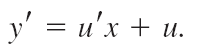 y′ = u′x + u.